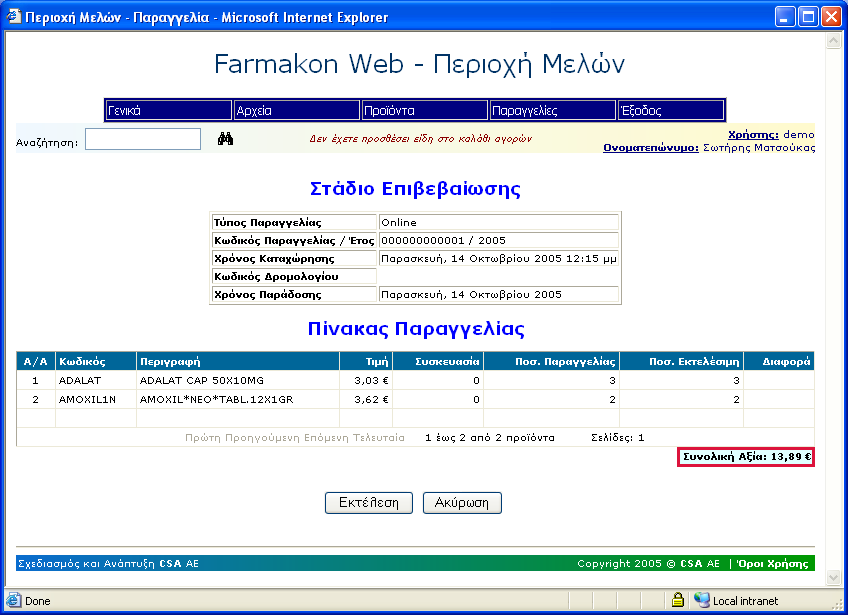 Περιοχή Μελών - Παραγγελία - Microsoft Internet Explorer
Farmakon Web - Περιοχή Μελών
Γενικά Αρχεία Προϊόντα Παραγγελίες Έξοδος
Αναζήτηση: Δεν έχετε προσθέσει είδη στο καλάθι αγορών Χρήστης: demo
Ονοματεπώνυμο: Σωτήρης Ματσούκας
Στάδιο Επιβεβαίωσης
Τύπος Παραγγελίας Online
Κωδικός Παραγγελίας / Έτος 000000000001 / 2005
Χρόνος Καταχώρησης Παρασκευή, 14 Οκτωβρίου 2005 12:15 μμ
Κωδικός Δρομολογίου
Χρόνος Παράδοσης Παρασκευή, 14 Οκτωβρίου 2005
Πίνακας Παραγγελίας
Α/Α Κωδικός Περιγραφή Τιμή Συσκευασία Ποσ. Παραγγελίας Ποσ. Εκτελέσιμη Διαφορά
1 ADALAT ADALAT CAP 50X10MG 3,03 € 0 3 3
2 AMOXIL1N AMOXIL*NEO*TABL.12X1GR 3,62 € 0 2 2
Πρώτη Προηγούμενη Επόμενη Τελευταία 1 έως 2 από 2 προϊόντα Σελίδες: 1
Συνολική Αξία: 13,89 €
Εκτέλεση Ακύρωση
Σχεδιασμός και Ανάπτυξη CSA ΑΕ Copyright 2005 © CSA ΑΕ | Όροι Χρήσης
Done Local intranet